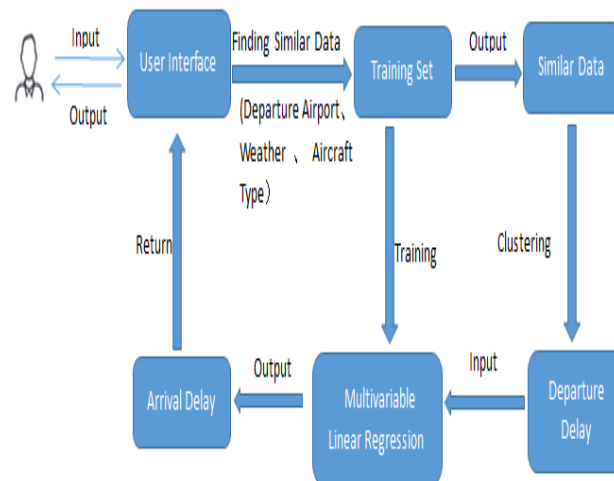 Input
Output
User Interface
Finding Similar Data
(Departure Airport、
Weather 、 Aircraft
Type）
Training Set
Output
Similar Data
Return
Training
Clustering
Arrival Delay
Output
Multivariable
Linear Regression
Input
Departure
Delay